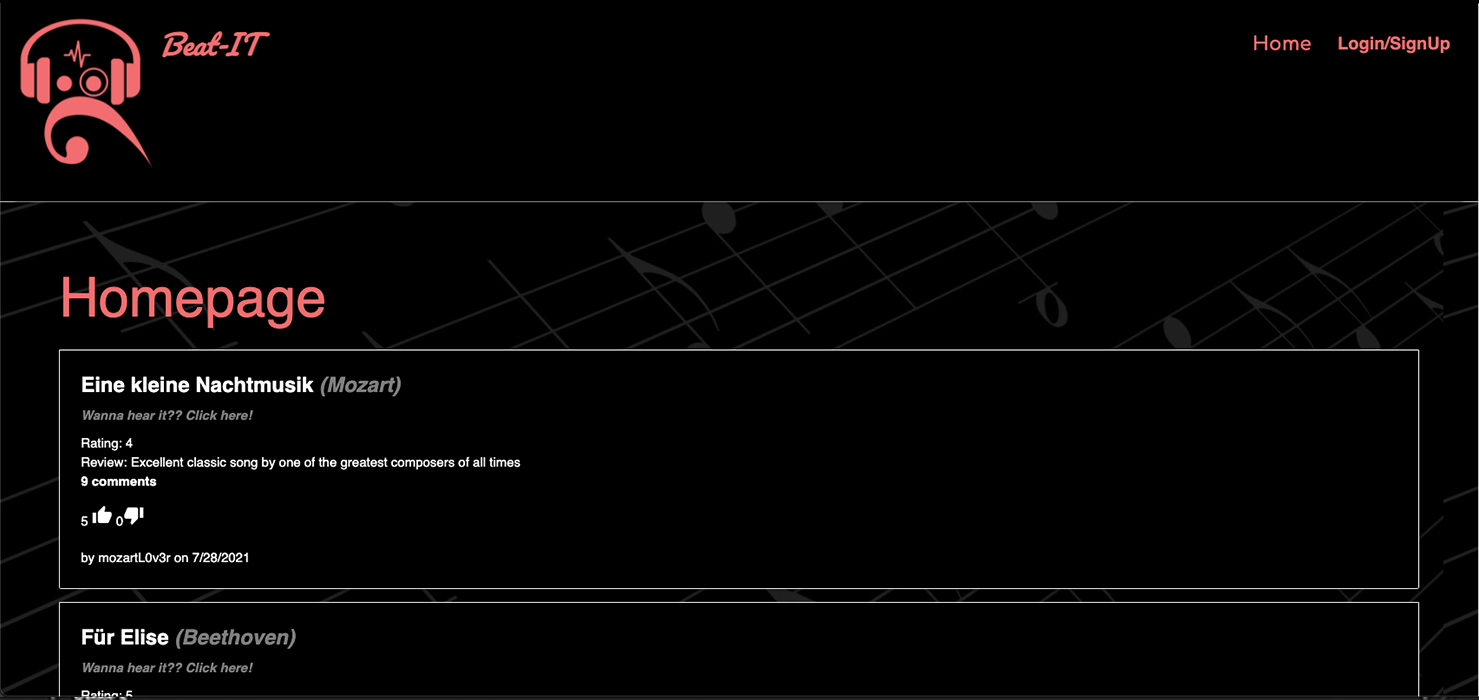 Beat-IT
Home Login/SignUp
Homepage
Eine kleine Nachtmusik (Mozart)
Wanna hear it?? Click here!
Rating: 4
Review: Excellent classic song by one of the greatest composers of all times
9 comments
5 0
by mozartL0v3r on 7/28/2021
Für Elise (Beethoven)
Wanna hear it?? Click here!
Rating: 5